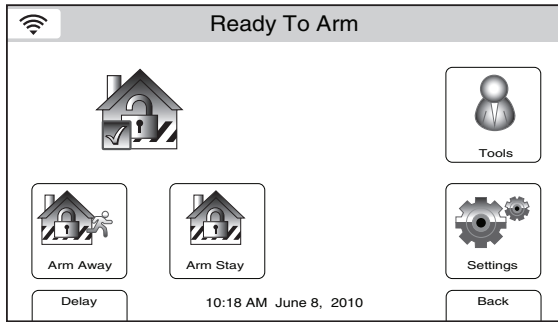 Ready To Arm
Tools
Arm Away
Arm Stay
Settings
Delay
10:18 AM June 8, 2010
Back